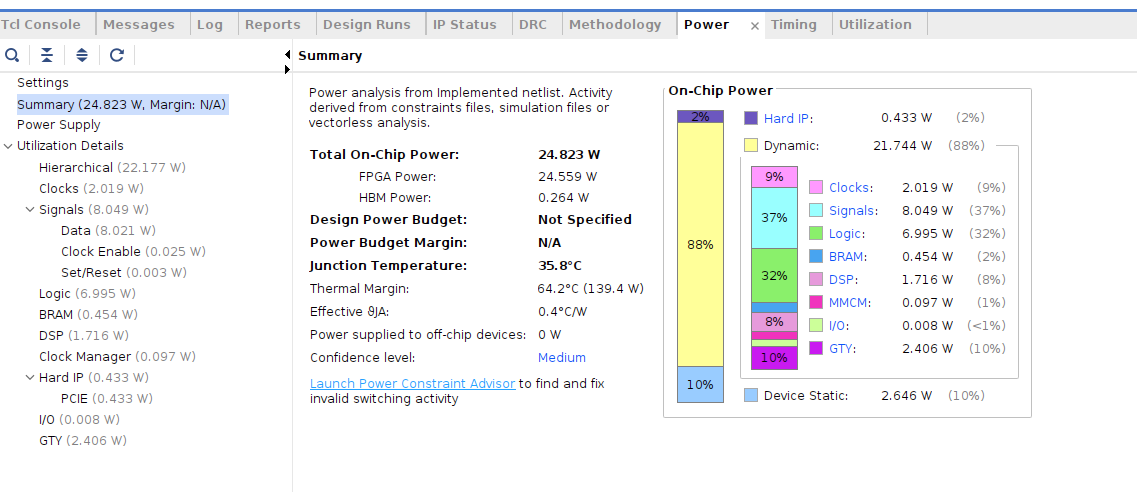 Tcl Console Messages Log Reports Design Runs IP Status DRC Methodology Power × Timing Utilization
Summary
Settings
Summary (24.823 W, Margin: N/A)
Power Supply
Utilization Details
Hierarchical (22.177 W)
Clocks (2.019 W)
Signals (8.049 W)
Data (8.021 W)
Clock Enable (0.025 W)
Set/Reset (0.003 W)
Logic (6.995 W)
BRAM (0.454 W)
DSP (1.716 W)
Clock Manager (0.097 W)
Hard IP (0.433 W)
PCIE (0.433 W)
I/O (0.008 W)
GTY (2.406 W)
Power analysis from Implemented netlist. Activity
derived from constraints files, simulation files or
vectorless analysis.
Total On-Chip Power: 24.823 W
FPGA Power: 24.559 W
HBM Power: 0.264 W
Design Power Budget: Not Specified
Power Budget Margin: N/A
Junction Temperature: 35.8°C
Thermal Margin: 64.2°C (139.4 W)
Effective ϑJA: 0.4°C/W
Power supplied to off-chip devices: 0 W
Confidence level: Medium
Launch Power Constraint Advisor to find and fix
invalid switching activity
On-Chip Power
2%
88%
10%
Hard IP: 0.433 W (2%)
Dynamic: 21.744 W (88%)
9%
37%
32%
8%
10%
Clocks: 2.019 W (9%)
Signals: 8.049 W (37%)
Logic: 6.995 W (32%)
BRAM: 0.454 W (2%)
DSP: 1.716 W (8%)
MMCM: 0.097 W (1%)
I/O: 0.008 W (<1%)
GTY: 2.406 W (10%)
Device Static: 2.646 W (10%)